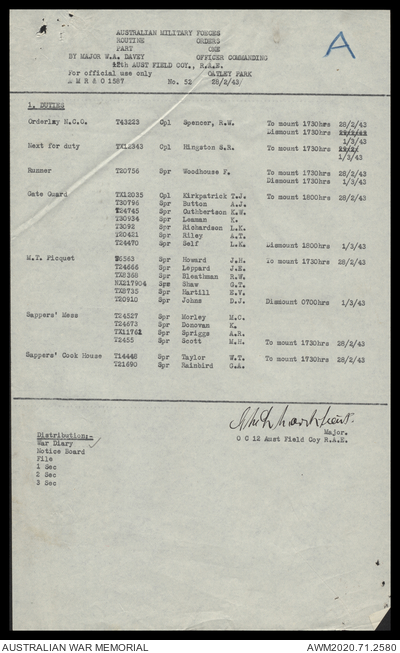 AUSTRALIAN MILITARY FORCES
ROUTINE ORDERS
PART ONE
BY MAJOR W.A. DAVEY OFFICER COMMANDING
12th AUST FIELD COY., R.A.E.
For official use only OATLEY PARK
A M R & O 1587 No. 52 28/2/43
A
1. DUTIES
Orderly N.C.O. T43223 Cpl Spencer, R.W. To mount 1730hrs 28/2/43
Dismount 1730hrs
1/3/43
Next for duty TX12343 Cpl Hingston S.R. To mount 1730hrs
1/3/43
Runner T20756 Spr Woodhouse F. To mount 1730hrs 28/2/43
Dismount 1730hrs 1/3/43
Gate Guard TX12035 Cpl Kirkpatrick T.J. To mount 1800hrs 28/2/43
T30796 Spr Button A.J.
T24745 Spr Cuthbertson K.W.
T30934 Spr Leaman K.
T3092 Spr Richardson L.K.
T20421 Spr Riley A.T.
T24470 Spr Self L.K. Dismount 1800hrs 1/3/43
M.T. Picquet T6563 Spr Howard J.H. To mount 1730hrs 28/2/43
T24666 Spr Leppard J.N.
TX8368 Spr Bleathman R.W.
NX217904 Spr Shaw G.T.
TX8735 Spr Hartill H.V.
T20910 Spr Johns D.J. Dismount 0700hrs 1/3/43
Sappers' Mess T24527 Spr Morley M.C.
T24673 Spr Donovan K.
TX11761 Spr Spriggs A.R.
T2455 Spr Scott M.H. To mount 1730hrs 28/2/43
Sappers' Cook House T14448 Spr Taylor W.T. To mount 1730hrs 28/2/43
T21690 Spr Rainbird G.A.
Major.
O C 12 Aust Field Coy R.A.E.
Distribution:-
War Diary
Notice Board
File
1 Sec
2 Sec
3 Sec
AUSTRALIAN WAR MEMORIAL AWM2020.71.2580